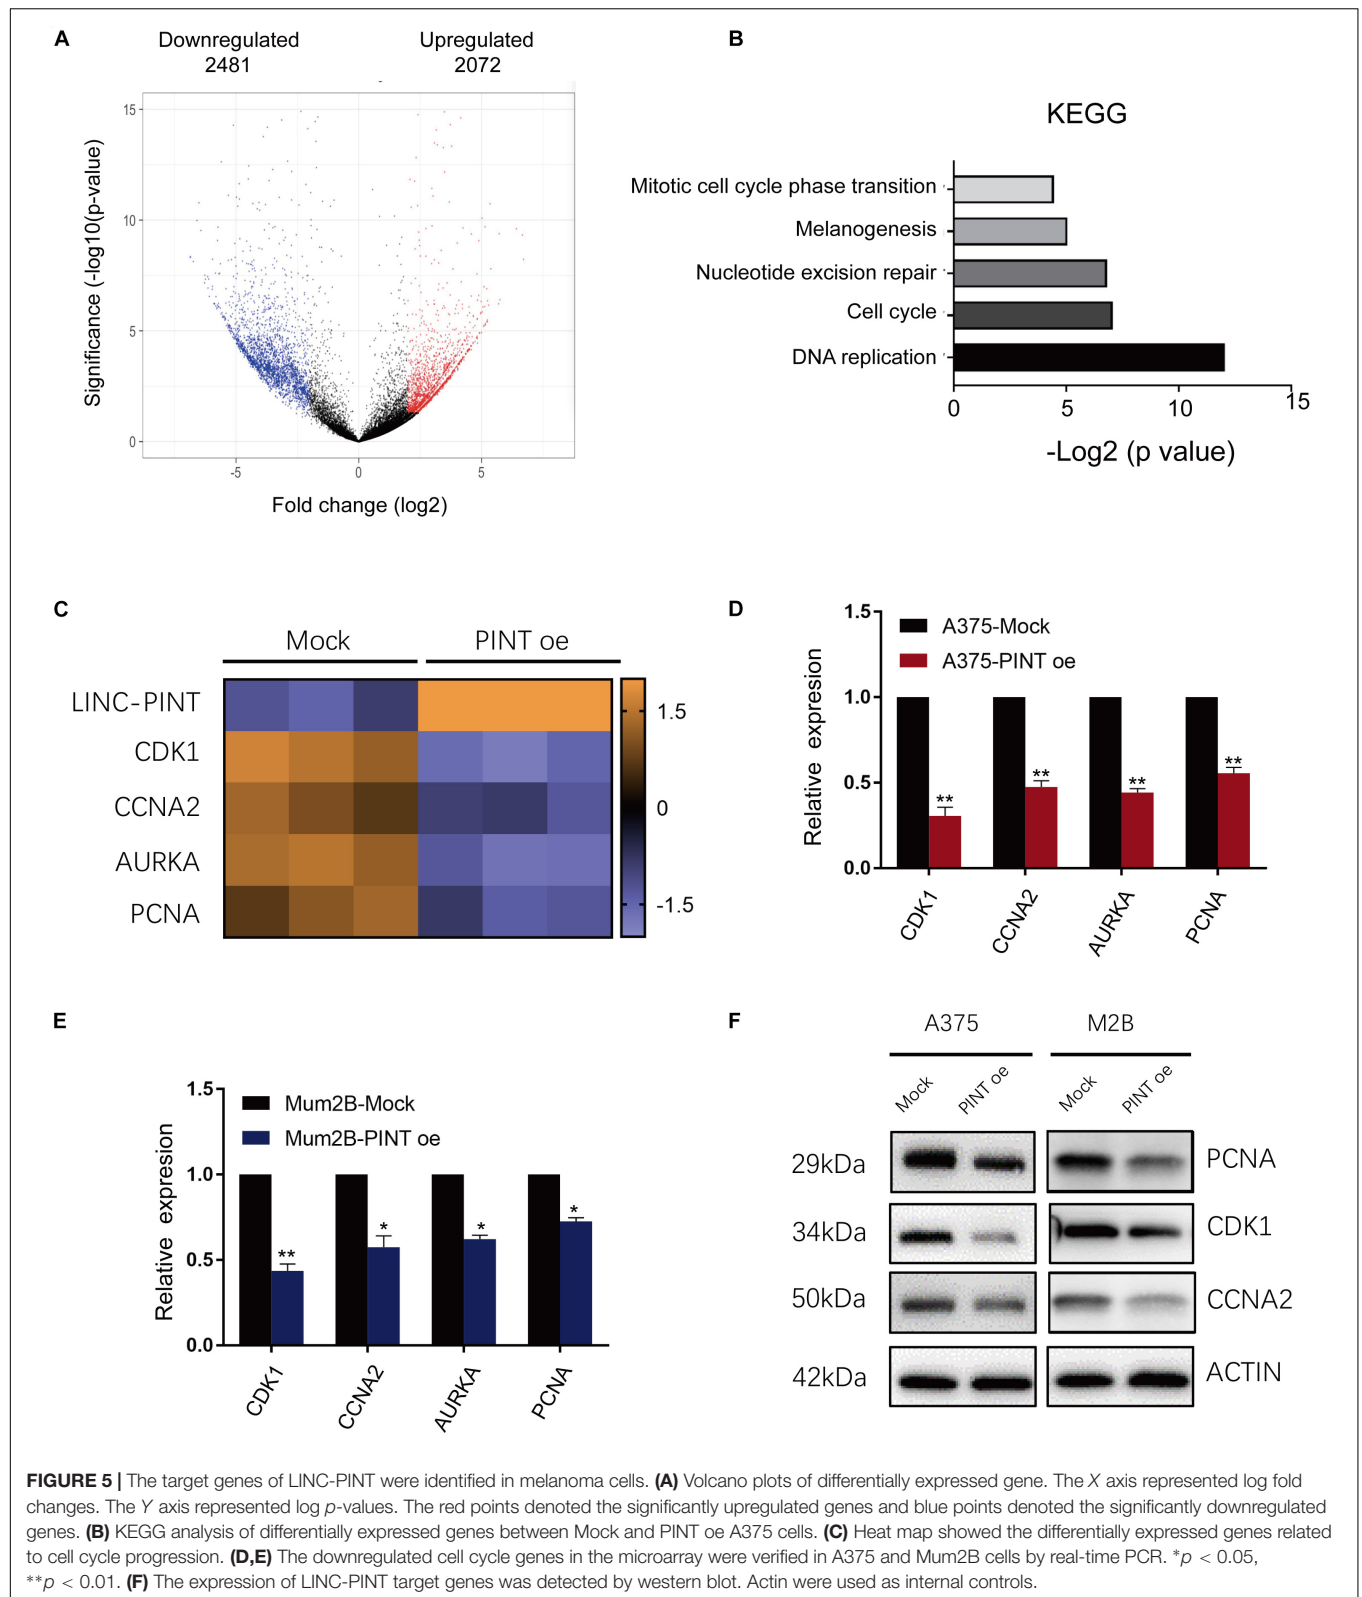 A
Downregulated
2481
Upregulated
2072
Significance (-log10(p-value)
15
10
5
0
-5
0
5
Fold change (log2)
B
KEGG
Mitotic cell cycle phase transition
Melanogenesis
Nucleotide excision repair
Cell cycle
DNA replication
0
5
10
15
-Log2 (p value)
C
Mock
PINT oe
LINC-PINT
CDK1
CCNA2
AURKA
PCNA
1.5
0
-1.5
D
A375-Mock
A375-PINT oe
Relative expresion
1.5
1.0
0.5
0.0
**
**
**
**
CDK1
CCNA2
AURKA
PCNA
E
Mum2B-Mock
Mum2B-PINT oe
Relative expresion
1.5
1.0
0.5
0.0
**
*
*
*
CDK1
CCNA2
AURKA
PCNA
F
A375
M2B
Mock
PINT oe
Mock
PINT oe
29kDa
PCNA
34kDa
CDK1
50kDa
CCNA2
42kDa
ACTIN
FIGURE 5 | The target genes of LINC-PINT were identified in melanoma cells. (A) Volcano plots of differentially expressed gene. The X axis represented log fold
changes. The Y axis represented log p-values. The red points denoted the significantly upregulated genes and blue points denoted the significantly downregulated
genes. (B) KEGG analysis of differentially expressed genes between Mock and PINT oe A375 cells. (C) Heat map showed the differentially expressed genes related
to cell cycle progression. (D,E) The downregulated cell cycle genes in the microarray were verified in A375 and Mum2B cells by real-time PCR. *p < 0.05,
**p < 0.01. (F) The expression of LINC-PINT target genes was detected by western blot. Actin were used as internal controls.